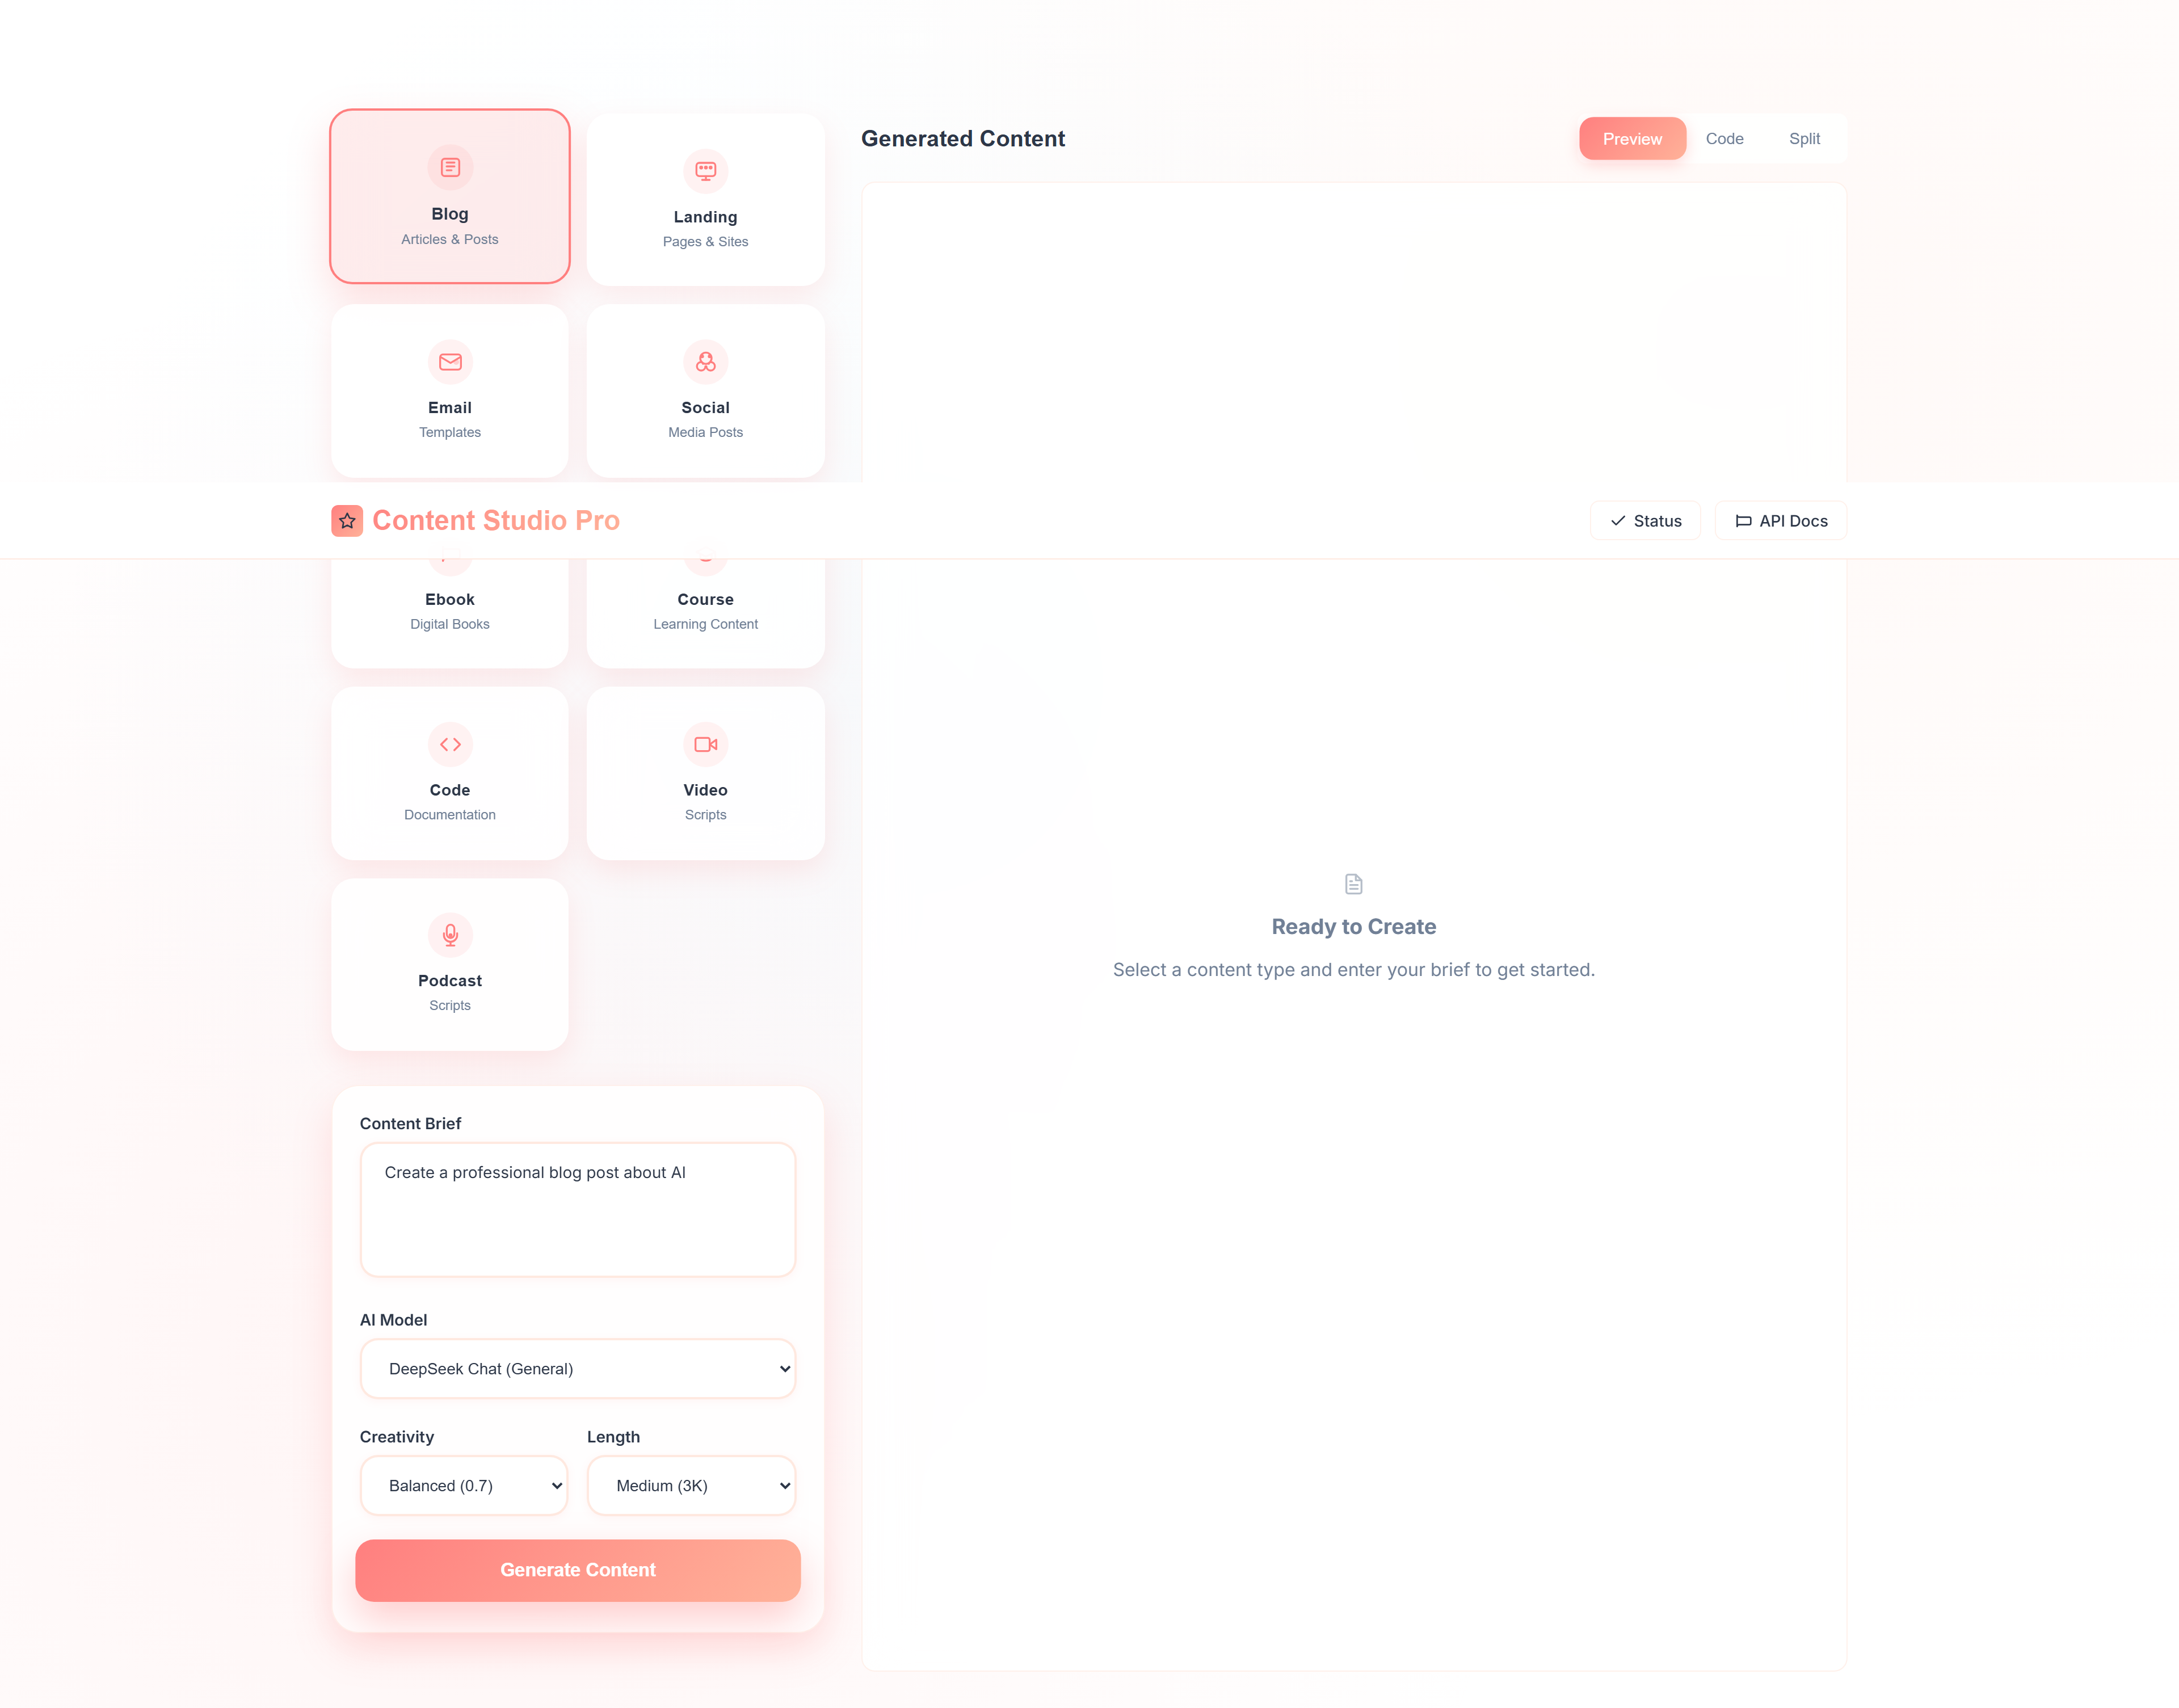 Blog
Articles & Posts
Landing
Pages & Sites
Generated Content
Preview
Code
Split
Email
Templates
Social
Media Posts
Content Studio Pro
Status
API Docs
Ebook
Digital Books
Course
Learning Content
Code
Documentation
Video
Scripts
Podcast
Scripts
Ready to Create
Select a content type and enter your brief to get started.
Content Brief
Create a professional blog post about AI
AI Model
DeepSeek Chat (General)
Creativity
Length
Balanced (0.7)
Medium (3K)
Generate Content